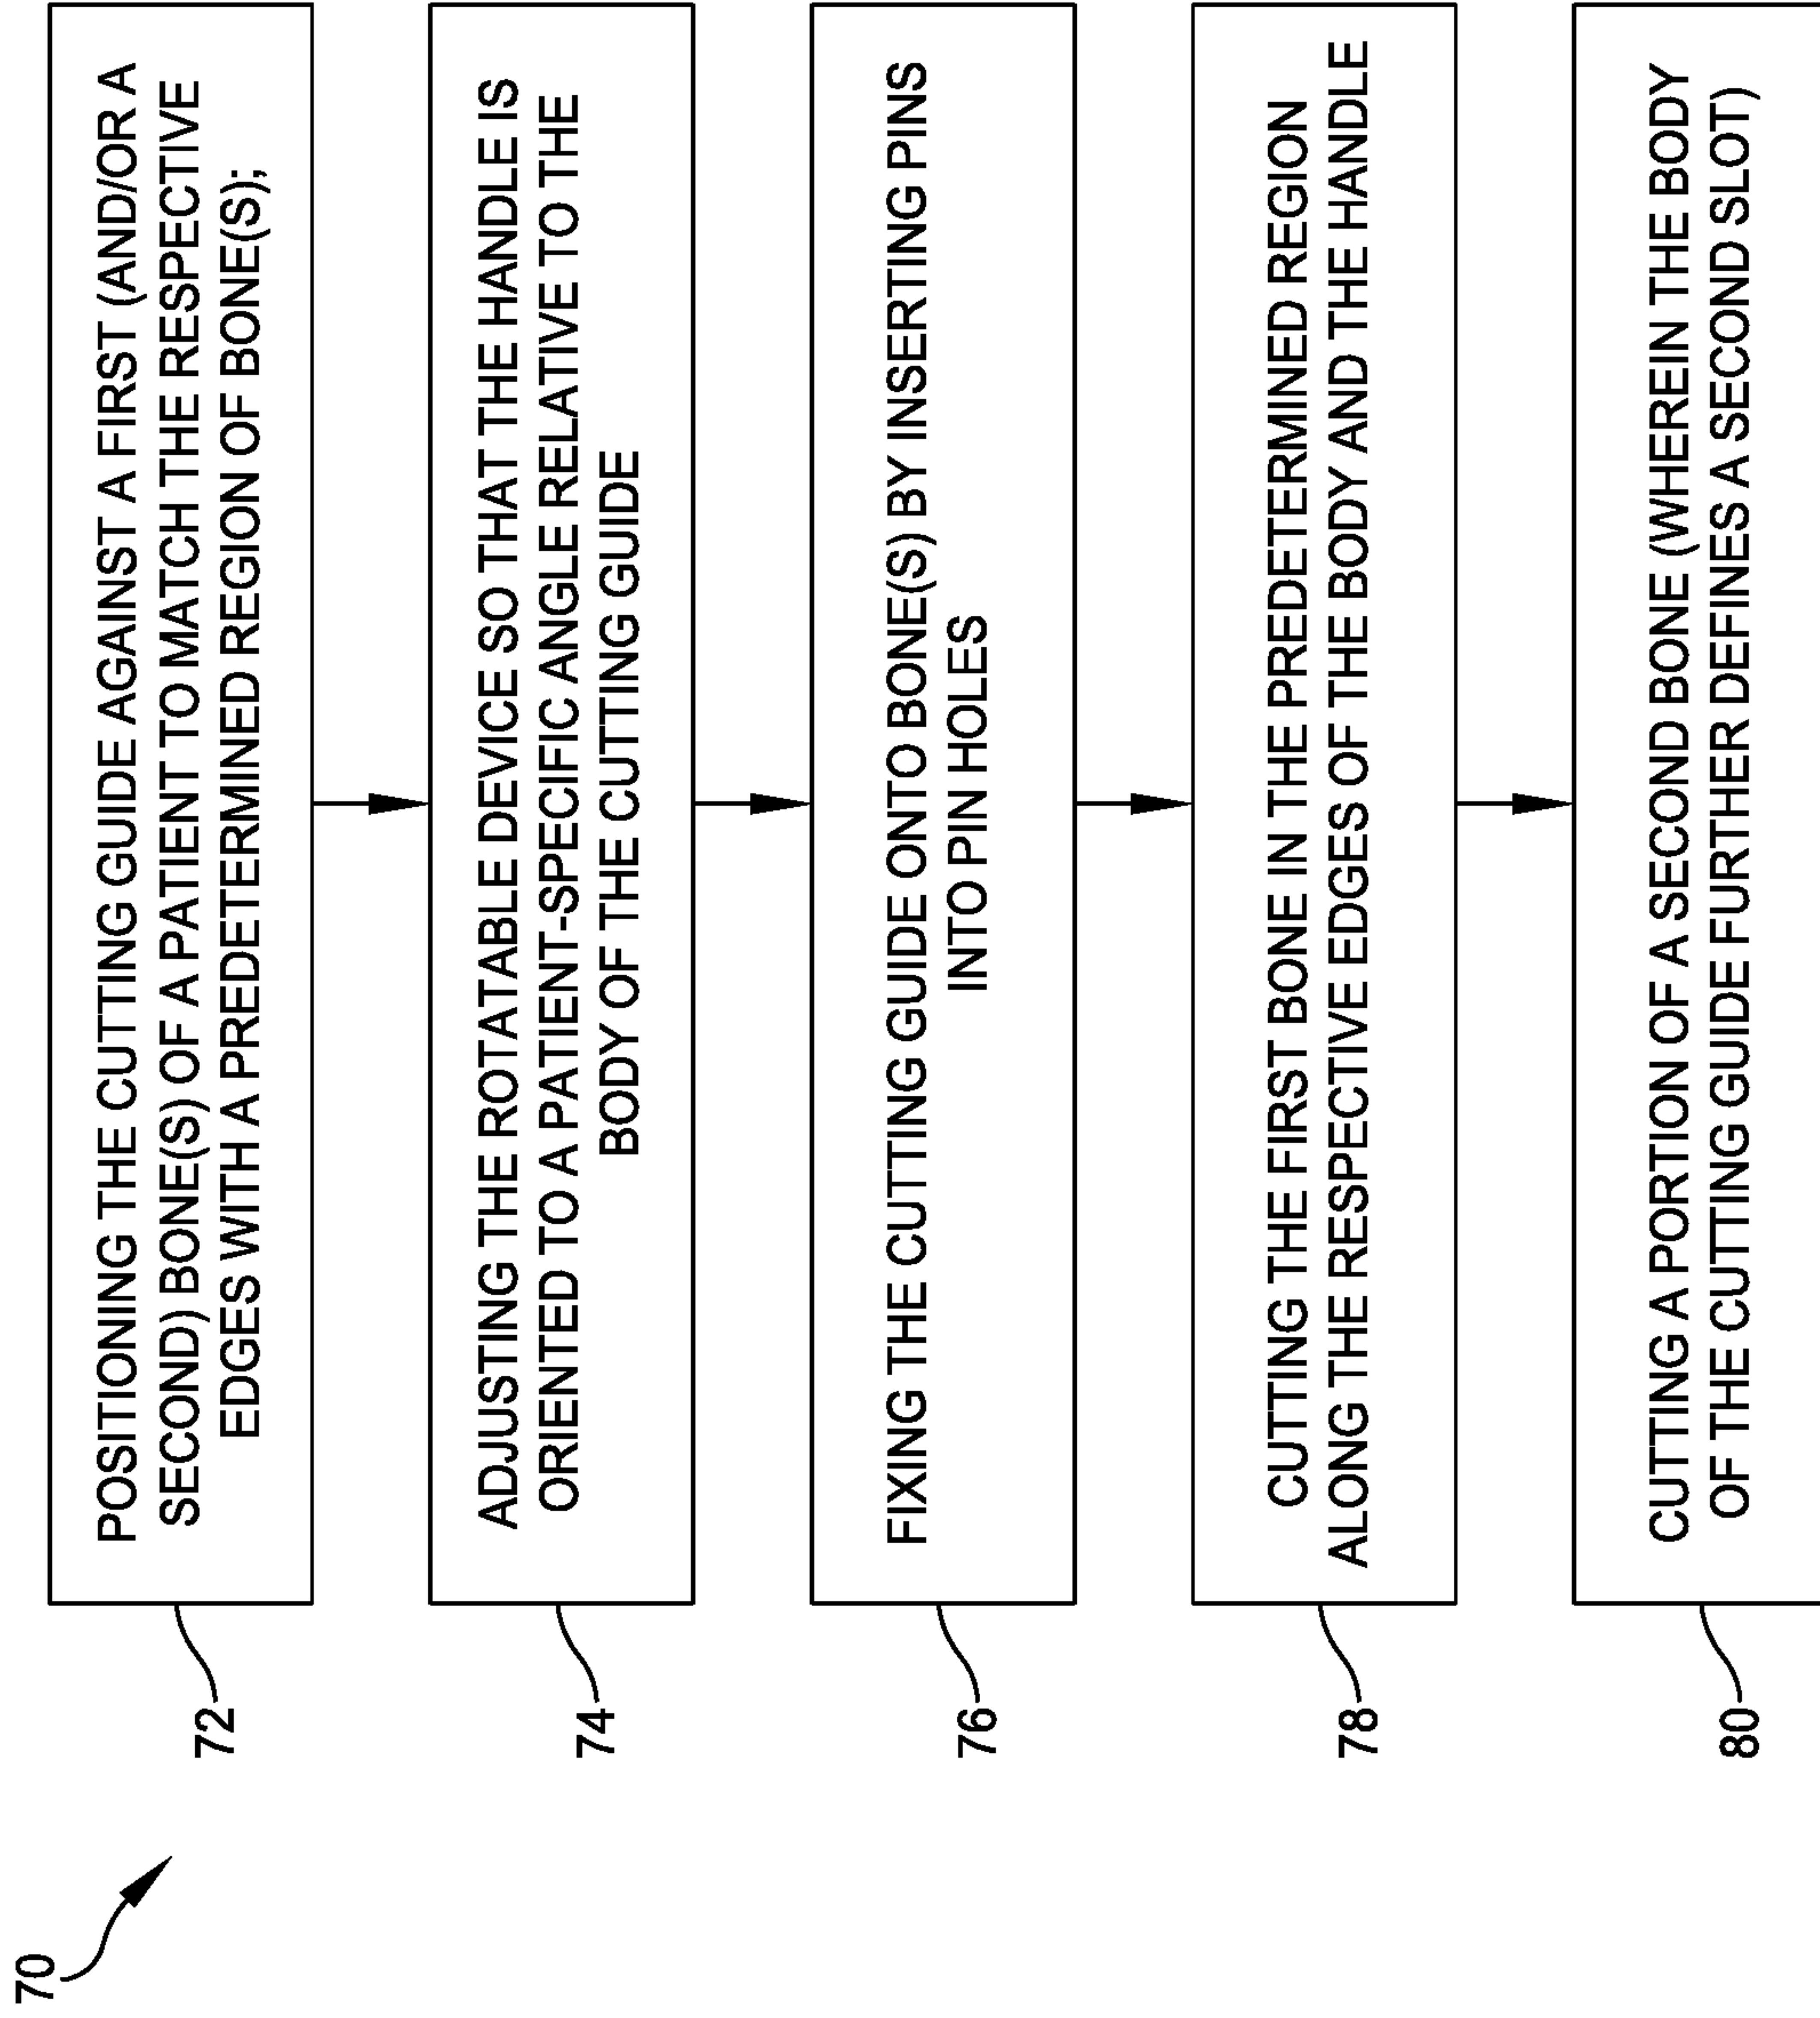 70
72
POSITIONING THE CUTTING GUIDE AGAINST A FIRST (AND/OR A
SECOND) BONE(S) OF A PATIENT TO MATCH THE RESPECTIVE
EDGES WITH A PREDETERMINED REGION OF BONE(S);
74
ADJUSTING THE ROTATABLE DEVICE SO THAT THE HANDLE IS
ORIENTED TO A PATIENT-SPECIFIC ANGLE RELATIVE TO THE
BODY OF THE CUTTING GUIDE
76
FIXING THE CUTTING GUIDE ONTO BONE(S) BY INSERTING PINS
INTO PIN HOLES
78
CUTTING THE FIRST BONE IN THE PREDETERMINED REGION
ALONG THE RESPECTIVE EDGES OF THE BODY AND THE HANDLE
80
CUTTING A PORTION OF A SECOND BONE (WHEREIN THE BODY
OF THE CUTTING GUIDE FURTHER DEFINES A SECOND SLOT)